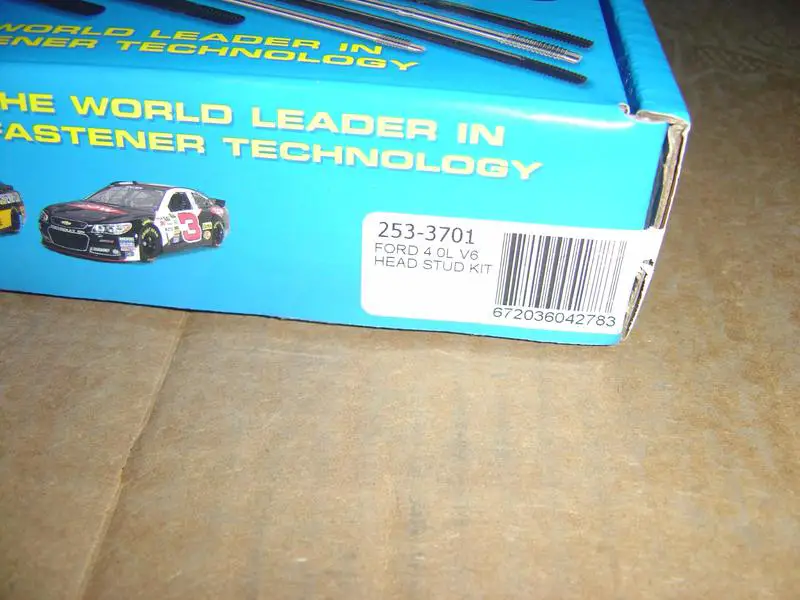 WORLD LEADER IN
ENER TECHNOLOGY
HE WORLD LEADER IN
FASTENER TECHNOLOGY
3
253-3701
FORD 4.0L V6
HEAD STUD KIT
672036042783